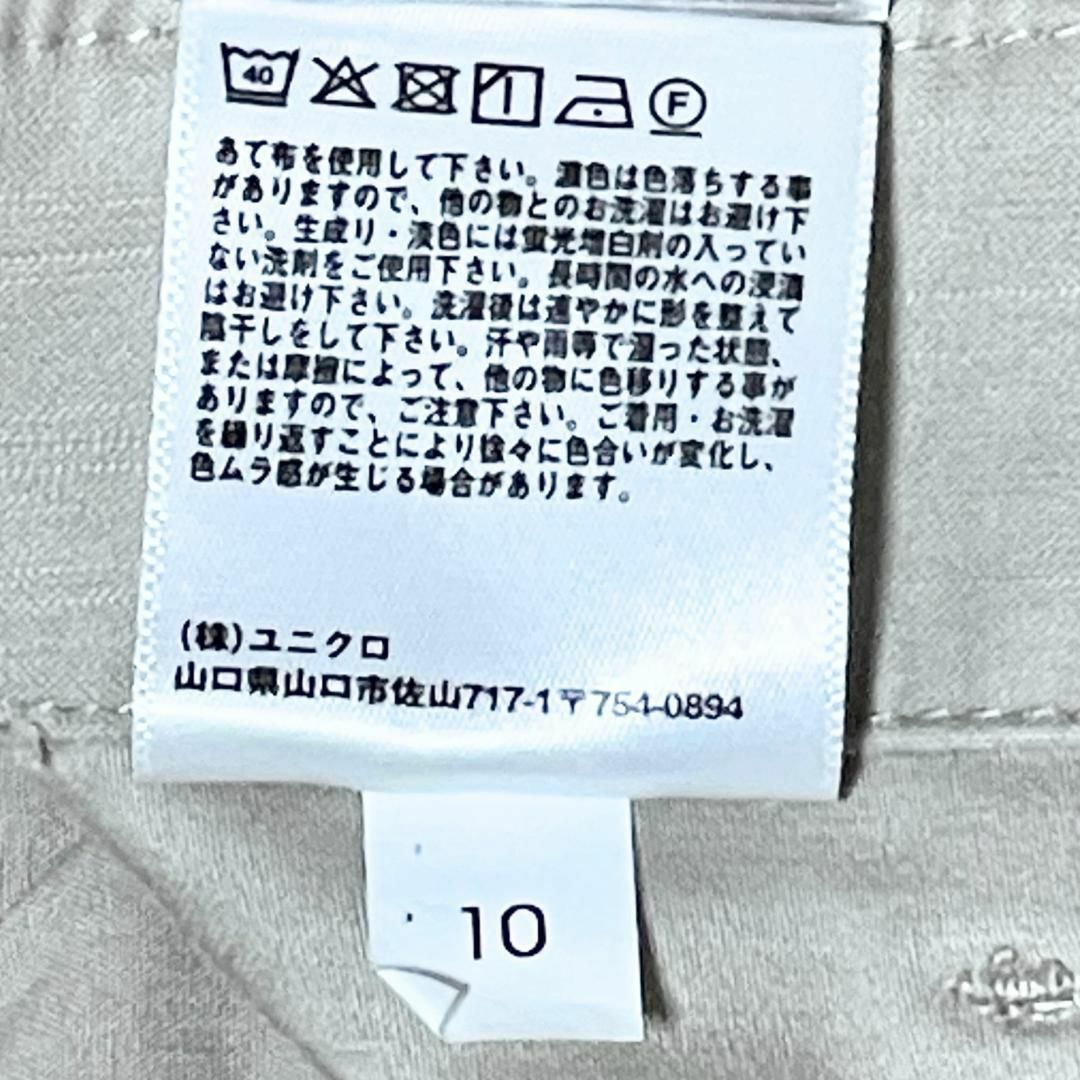 40
F
あて布を使用して下さい。濃色は色落ちする事
がありますので、他の物とのお洗濯はお避け下
さい。生成り・淡色には蛍光増白剤の入ってい
ない洗剤をご使用下さい。長時間の水への浸漬
はお避け下さい。洗濯後は速やかに形を整えて
陰干しをして下さい。汗や雨等で湿った状態、
または摩擦によって、他の物に色移りする事が
ありますので、ご注意下さい。ご着用・お洗濯
を繰り返すことにより徐々に色合いが変化し、
色ムラ感が生じる場合があります。
(株)ユニクロ
山口県山口市佐山717-1〒754-0894
10